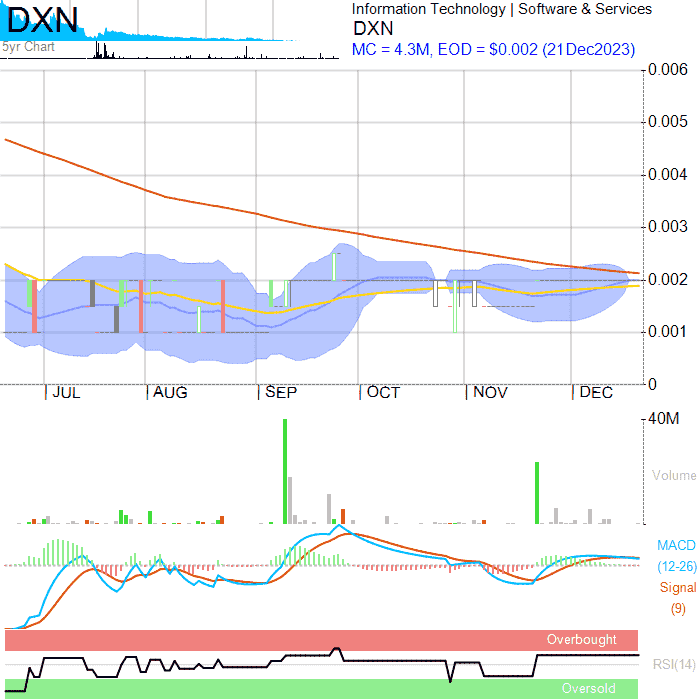 DXN
5yr Chart
Information Technology | Software & Services
DXN
MC = 4.3M, EOD = $0.002 (21Dec2023)
0.006
0.005
0.004
0.003
0.002
0.001
0
JUL AUG SEP OCT NOV DEC
40M
Volume
MACD
(12-26)
Signal
(9)
Overbought
RSI(14)
Oversold